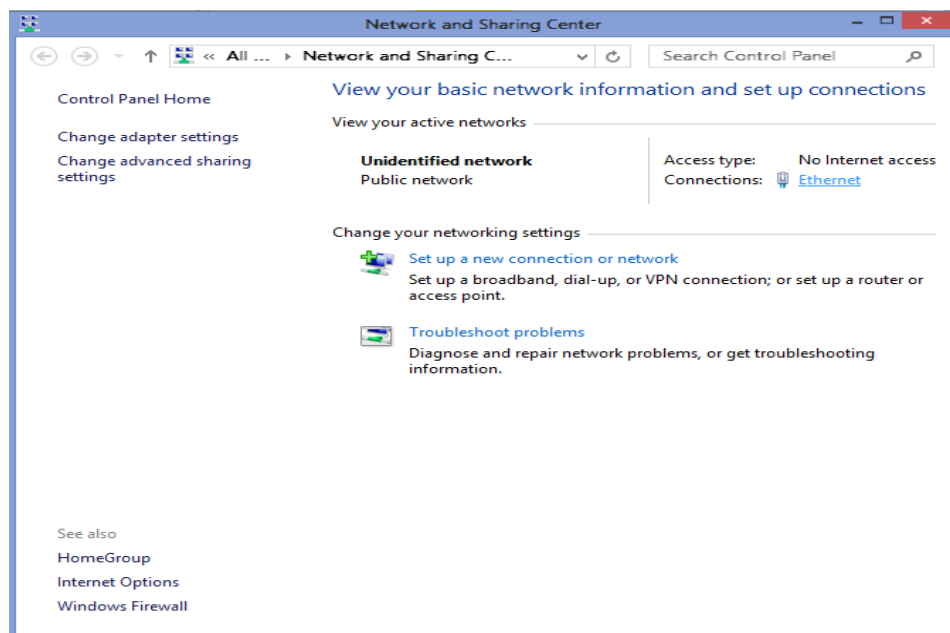 Network and Sharing Center
« All ... ▸ Network and Sharing C...
Search Control Panel
Control Panel Home
Change adapter settings
Change advanced sharing
settings
View your basic network information and set up connections
View your active networks
Unidentified network
Public network
Access type: No Internet access
Connections: Ethernet
Change your networking settings
Set up a new connection or network
Set up a broadband, dial-up, or VPN connection; or set up a router or
access point.
Troubleshoot problems
Diagnose and repair network problems, or get troubleshooting
information.
See also
HomeGroup
Internet Options
Windows Firewall